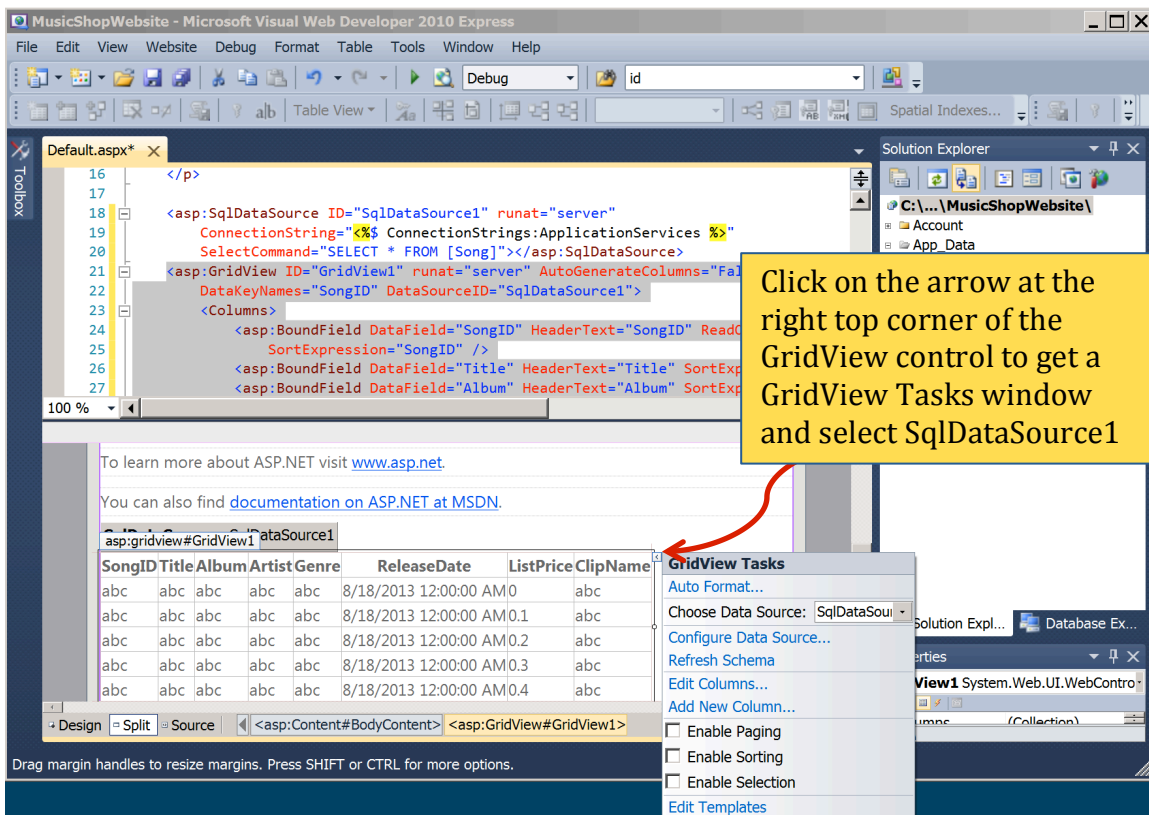 MusicShopWebsite - Microsoft Visual Web Developer 2010 Express
File Edit View Website Debug Format Table Tools Window Help
Debug id
Table View Spatial Indexes...
Toolbox
Default.aspx*
16 </p>
17
18 <asp:SqlDataSource ID="SqlDataSource1" runat="server"
19 ConnectionString="<%$ ConnectionStrings:ApplicationServices %>"
20 SelectCommand="SELECT * FROM [Song]"></asp:SqlDataSource>
21 <asp:GridView ID="GridView1" runat="server" AutoGenerateColumns="Fal
22 DataKeyNames="SongID" DataSourceID="SqlDataSource1">
23 <Columns>
24 <asp:BoundField DataField="SongID" HeaderText="SongID" ReadO
25 SortExpression="SongID" />
26 <asp:BoundField DataField="Title" HeaderText="Title" SortExp
27 <asp:BoundField DataField="Album" HeaderText="Album" SortExp
100 %
Solution Explorer
C:\...\MusicShopWebsite\
Account
App_Data
Click on the arrow at the
right top corner of the
GridView control to get a
GridView Tasks window
and select SqlDataSource1
To learn more about ASP.NET visit www.asp.net.
You can also find documentation on ASP.NET at MSDN.
DataSource1
asp:gridview#GridView1
SongID Title Album Artist Genre ReleaseDate ListPrice ClipName
abc abc abc abc abc 8/18/2013 12:00:00 AM 0 abc
abc abc abc abc abc 8/18/2013 12:00:00 AM 0.1 abc
abc abc abc abc abc 8/18/2013 12:00:00 AM 0.2 abc
abc abc abc abc abc 8/18/2013 12:00:00 AM 0.3 abc
abc abc abc abc abc 8/18/2013 12:00:00 AM 0.4 abc
GridView Tasks
Auto Format...
Choose Data Source: SqlDataSour
Configure Data Source...
Refresh Schema
Edit Columns...
Add New Column...
Enable Paging
Enable Sorting
Enable Selection
Edit Templates
Solution Expl... Database Ex...
erties
View1 System.Web.UI.WebContro
(Collection)
Design Split Source <asp:Content#BodyContent> <asp:GridView#GridView1>
Drag margin handles to resize margins. Press SHIFT or CTRL for more options.